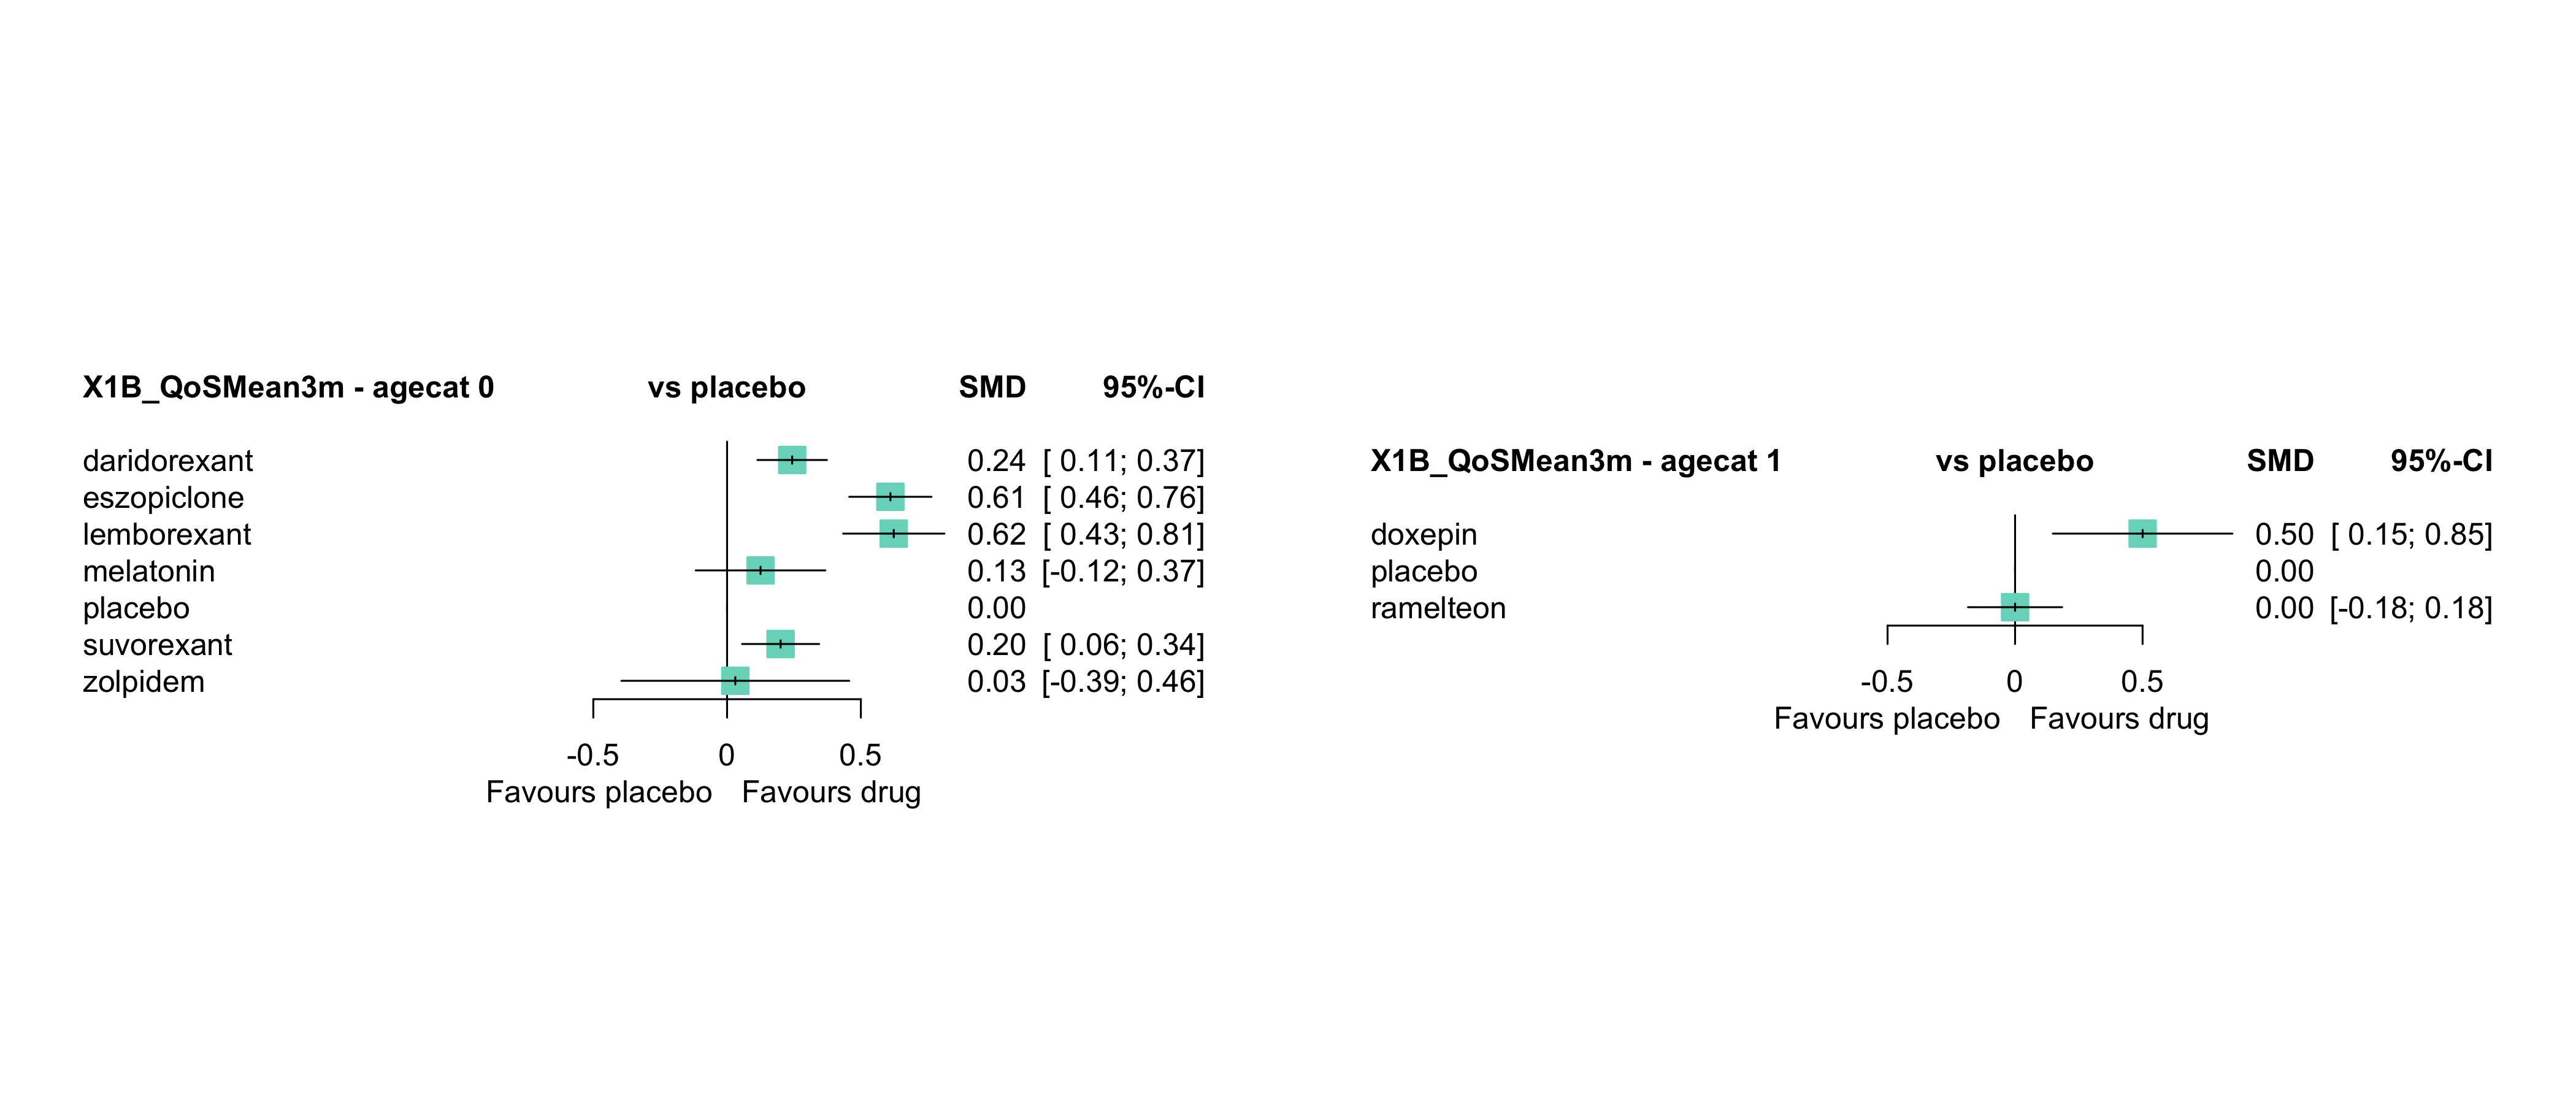 X1B_QoSMean3m - agecat 0 vs placebo SMD 95%-CI
daridorexant 0.24 [ 0.11; 0.37]
eszopiclone 0.61 [ 0.46; 0.76]
lemborexant 0.62 [ 0.43; 0.81]
melatonin 0.13 [-0.12; 0.37]
placebo 0.00
suvorexant 0.20 [ 0.06; 0.34]
zolpidem 0.03 [-0.39; 0.46]
-0.5 0 0.5
Favours placebo Favours drug
X1B_QoSMean3m - agecat 1 vs placebo SMD 95%-CI
doxepin 0.50 [ 0.15; 0.85]
placebo 0.00
ramelteon 0.00 [-0.18; 0.18]
-0.5 0 0.5
Favours placebo Favours drug